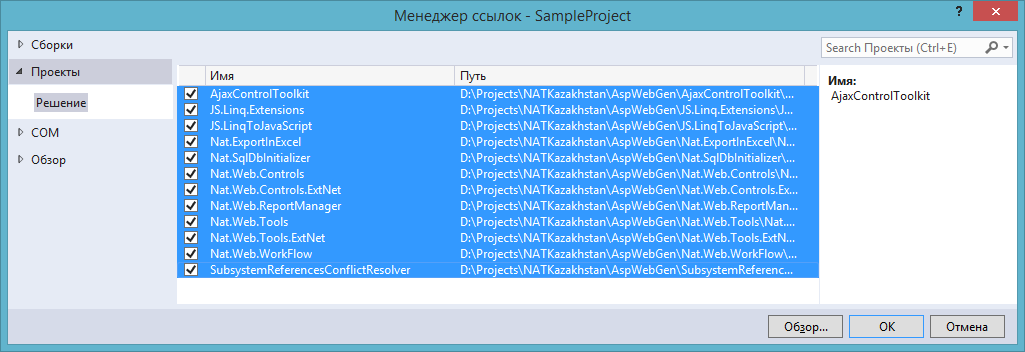 Менеджер ссылок - SampleProject
?
Сборки
Проекты
Решение
COM
Обзор
Имя Путь
AjaxControlToolkit D:\Projects\NATKazakhstan\AspWebGen\AjaxControlToolkit\...
JS.Linq.Extensions D:\Projects\NATKazakhstan\AspWebGen\JS.Linq.Extensions\J...
JS.LinqToJavaScript D:\Projects\NATKazakhstan\AspWebGen\JS.LinqToJavaScript\...
Nat.ExportInExcel D:\Projects\NATKazakhstan\AspWebGen\Nat.ExportInExcel\N...
Nat.SqlDbInitializer D:\Projects\NATKazakhstan\AspWebGen\Nat.SqlDbInitializer\...
Nat.Web.Controls D:\Projects\NATKazakhstan\AspWebGen\Nat.Web.Controls\N...
Nat.Web.Controls.ExtNet D:\Projects\NATKazakhstan\AspWebGen\Nat.Web.Controls.Ex...
Nat.Web.ReportManager D:\Projects\NATKazakhstan\AspWebGen\Nat.Web.ReportMan...
Nat.Web.Tools D:\Projects\NATKazakhstan\AspWebGen\Nat.Web.Tools\Nat....
Nat.Web.Tools.ExtNet D:\Projects\NATKazakhstan\AspWebGen\Nat.Web.Tools.ExtN...
Nat.Web.WorkFlow D:\Projects\NATKazakhstan\AspWebGen\Nat.Web.WorkFlow\...
SubsystemReferencesConflictResolver D:\Projects\NATKazakhstan\AspWebGen\SubsystemReferenc...
Search Проекты (Ctrl+E)
Имя:
AjaxControlToolkit
Обзор... ОК Отмена